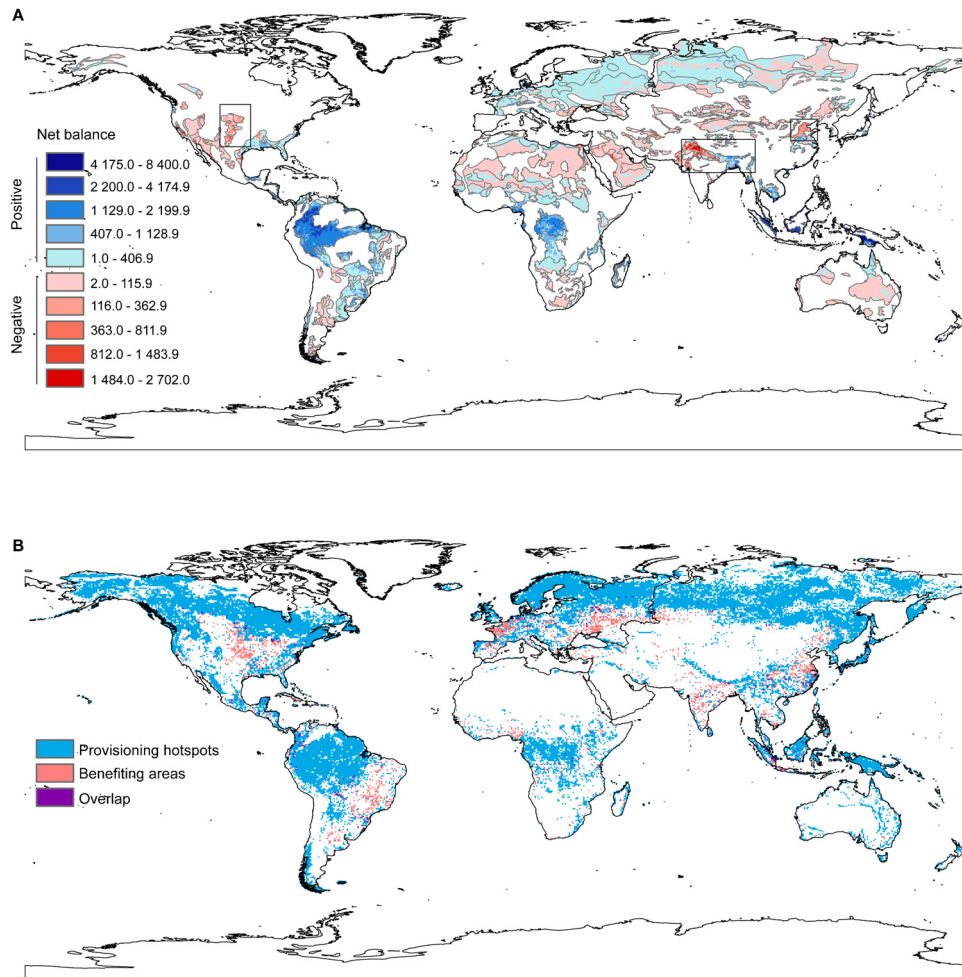 A
Net balance
Positive
4 175.0 - 8 400.0
2 200.0 - 4 174.9
1 129.0 - 2 199.9
407.0 - 1 128.9
1.0 - 406.9
Negative
2.0 - 115.9
116.0 - 362.9
363.0 - 811.9
812.0 - 1 483.9
1 484.0 - 2 702.0
B
Provisioning hotspots
Benefiting areas
Overlap